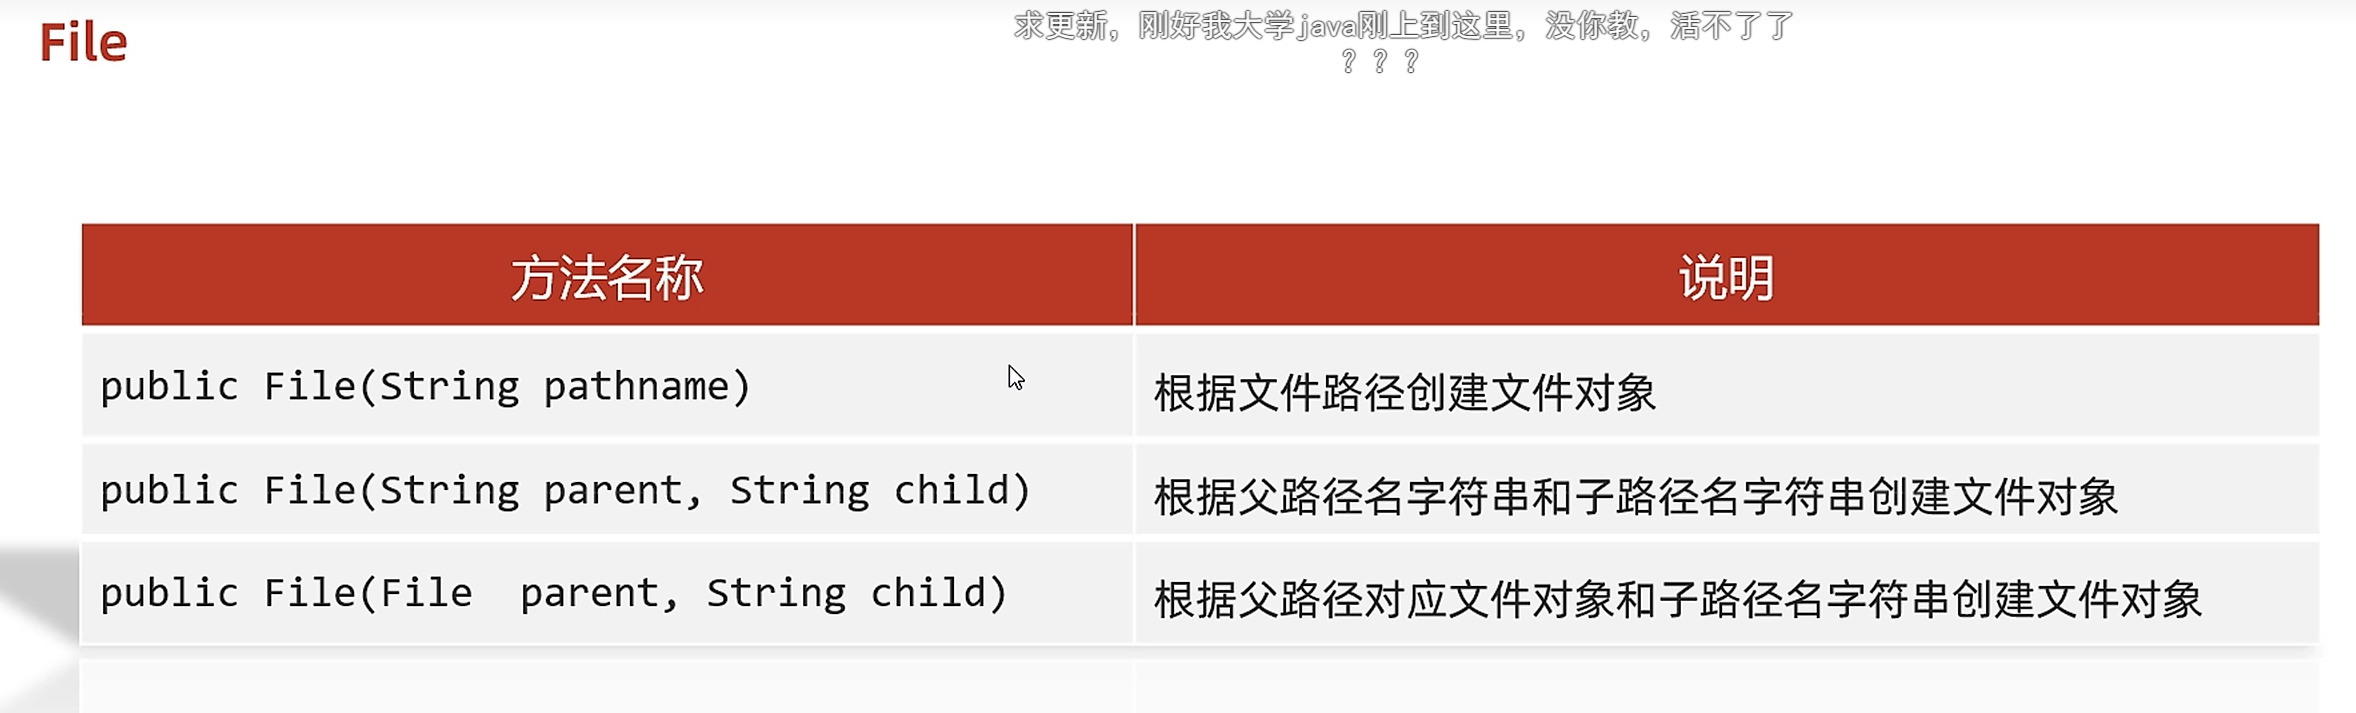 File
求更新，刚好我大学java刚上到这里，没你教，活不了了
？？？
方法名称 说明
public File(String pathname) 根据文件路径创建文件对象
public File(String parent, String child) 根据父路径名字符串和子路径名字符串创建文件对象
public File(File  parent, String child) 根据父路径对应文件对象和子路径名字符串创建文件对象